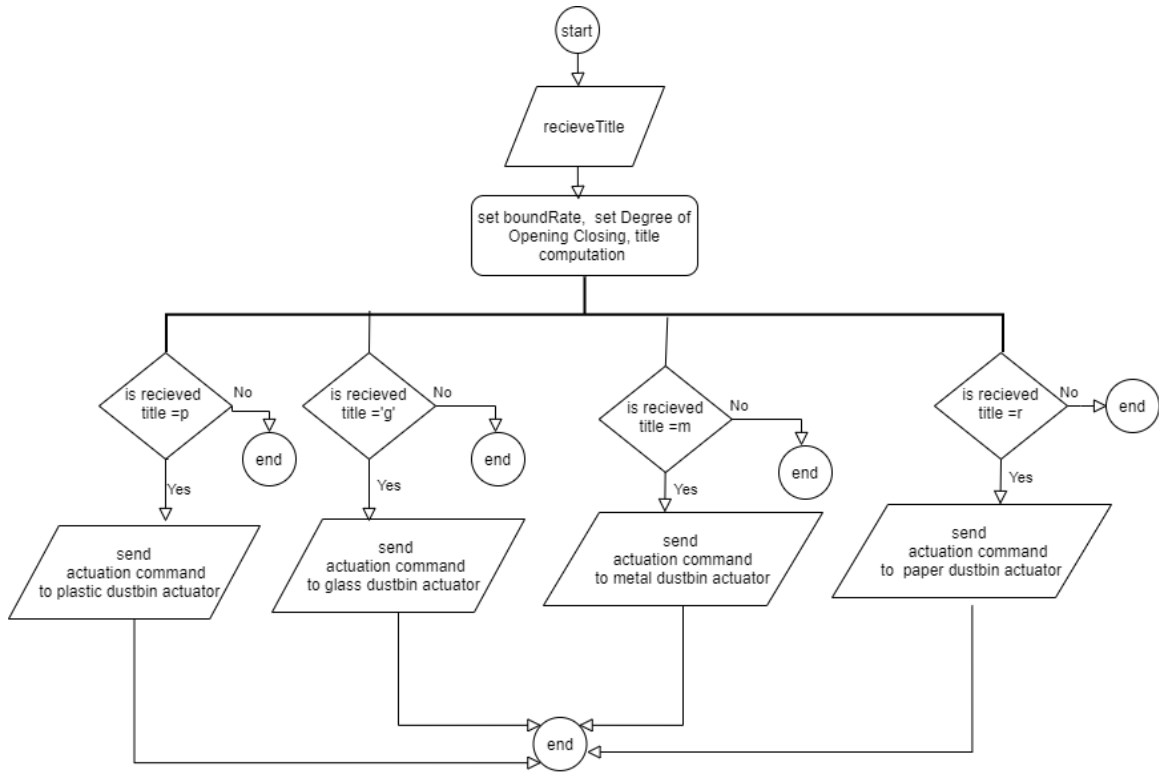 start
recieveTitle
set boundRate,  set Degree of
Opening Closing, title
computation
is recieved
title =p
No
end
Yes
is recieved
title ='g'
No
end
Yes
is recieved
title =m
No
end
Yes
is recieved
title =r
No
end
Yes
send
actuation command
to plastic dustbin actuator
send
actuation command
to glass dustbin actuator
send
actuation command
to metal dustbin actuator
send
actuation command
to  paper dustbin actuator
end